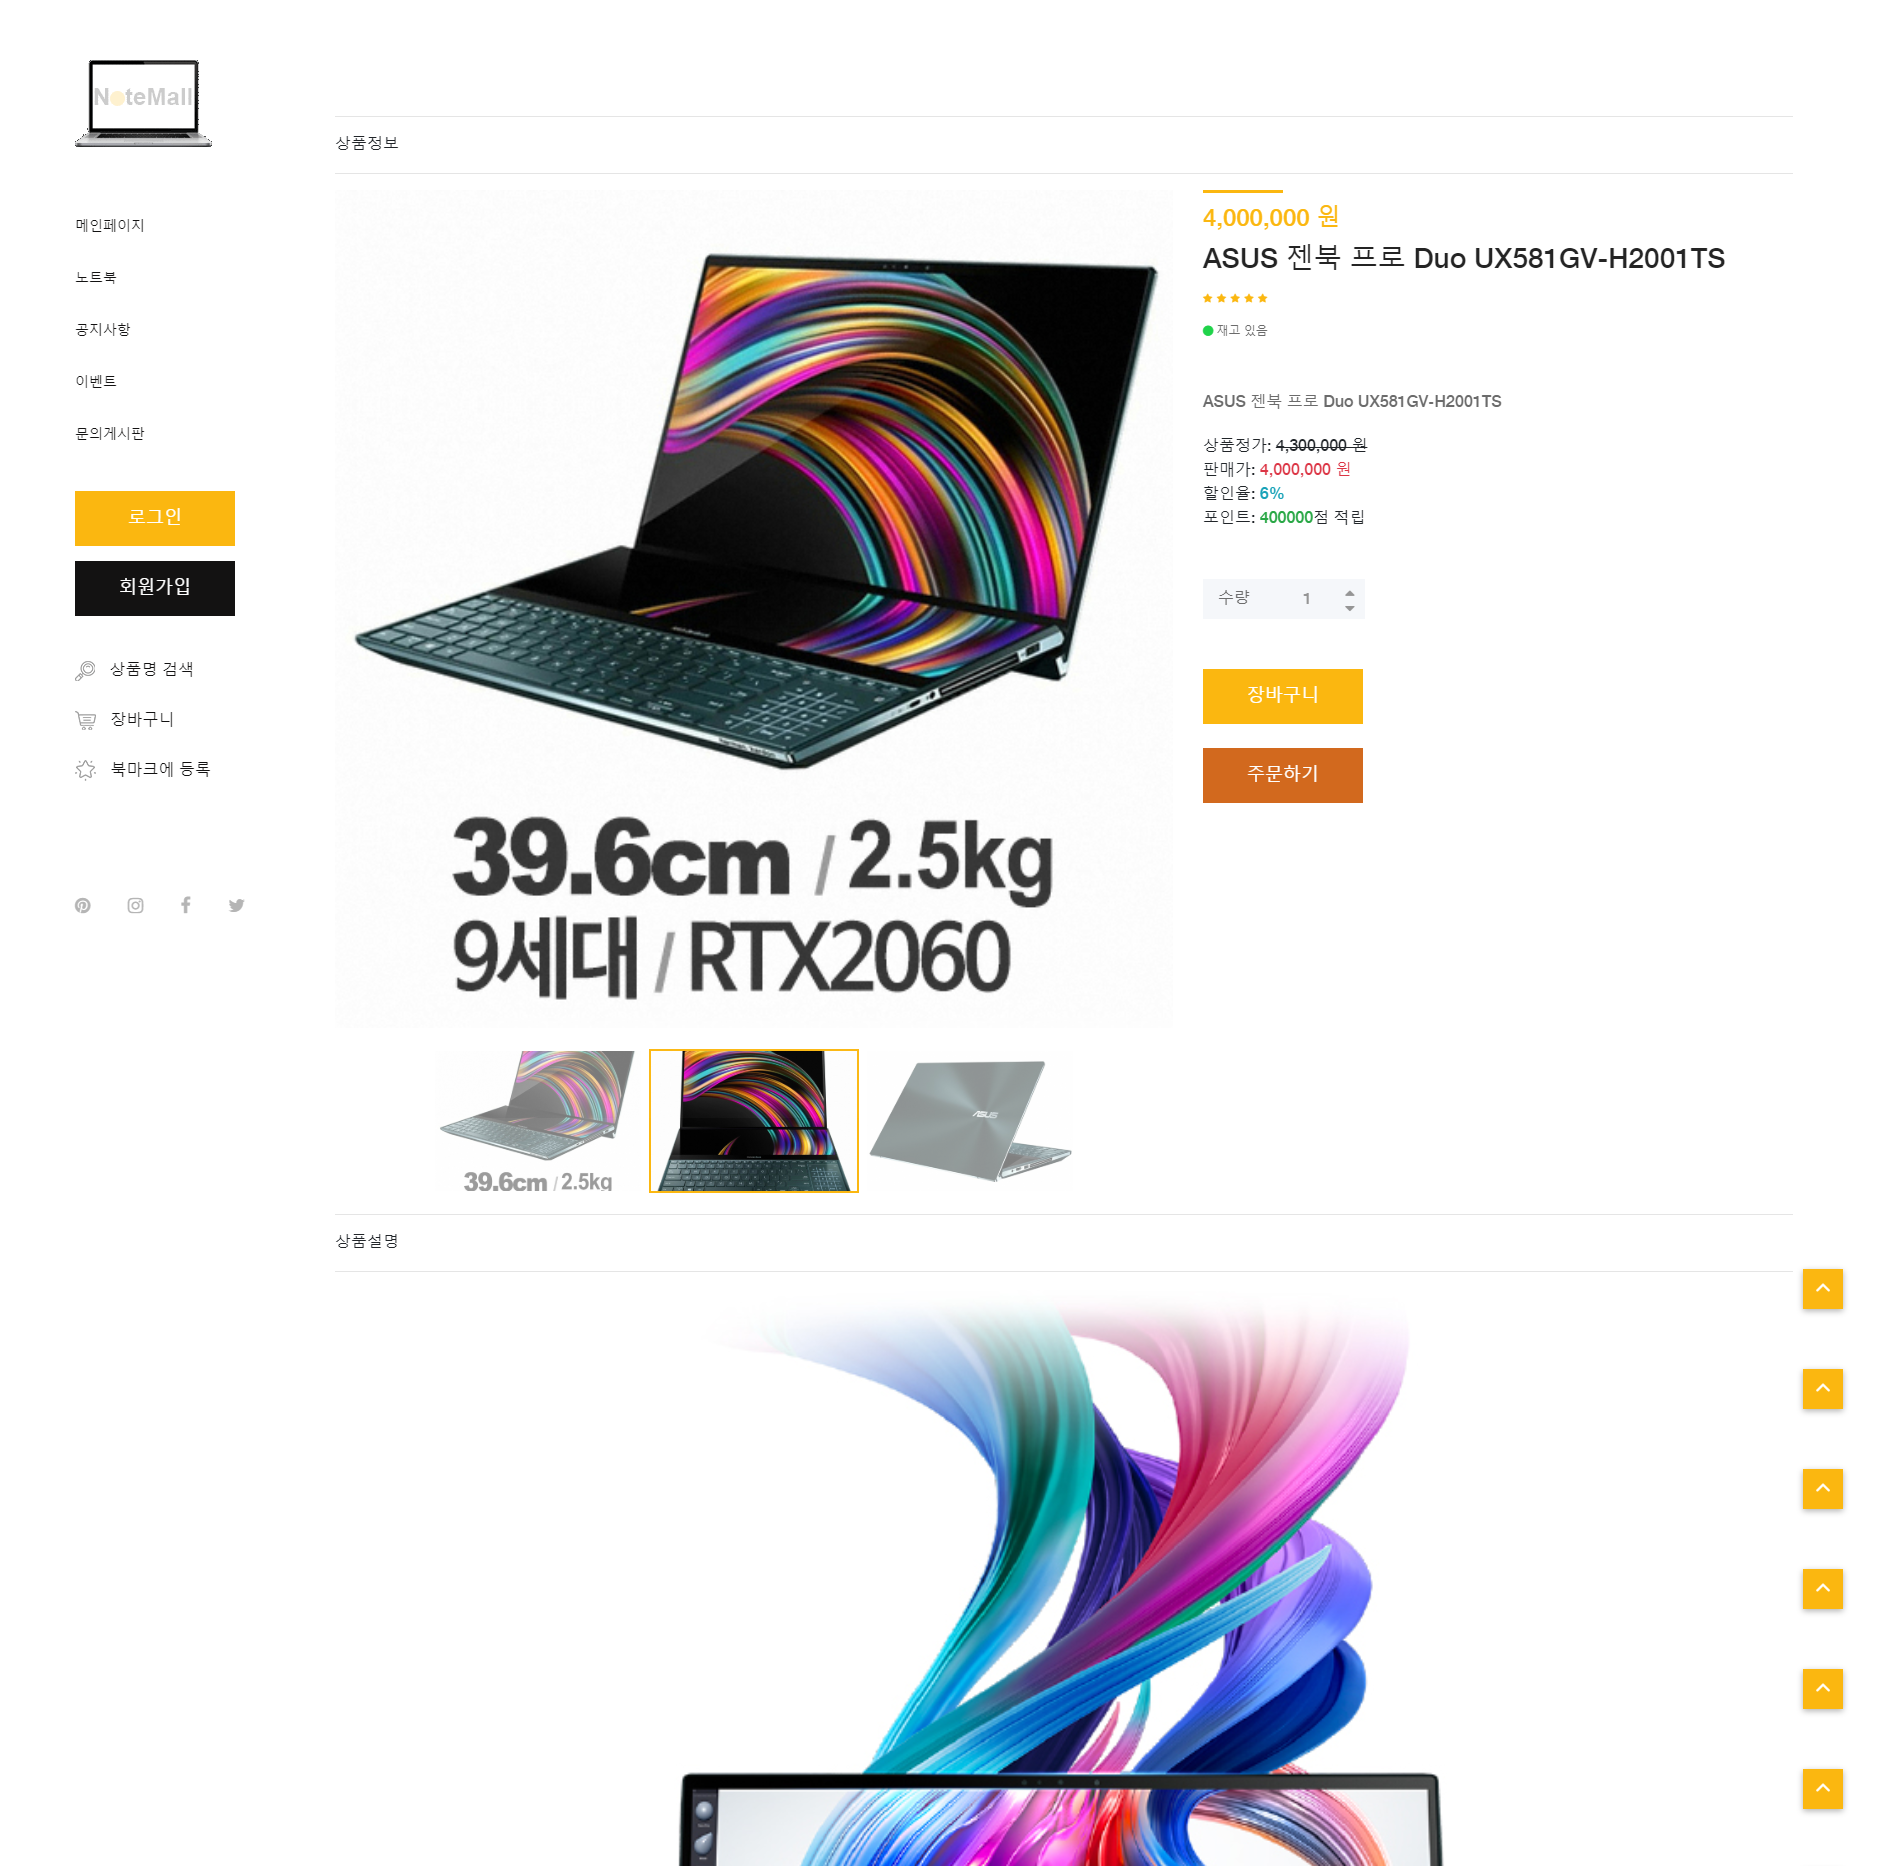 NoteMall
메인페이지
노트북
공지사항
이벤트
문의게시판
로그인
회원가입
상품명 검색
장바구니
북마크에 등록
상품정보
39.6cm / 2.5kg
9세대 / RTX2060
4,000,000 원
ASUS 젠북 프로 Duo UX581GV-H2001TS
재고 있음
ASUS 젠북 프로 Duo UX581GV-H2001TS
상품정가: 4,300,000 원
판매가: 4,000,000 원
할인율: 6%
포인트: 400000점 적립
수량 1
장바구니
주문하기
39.6cm / 2.5kg
ASUS
상품설명